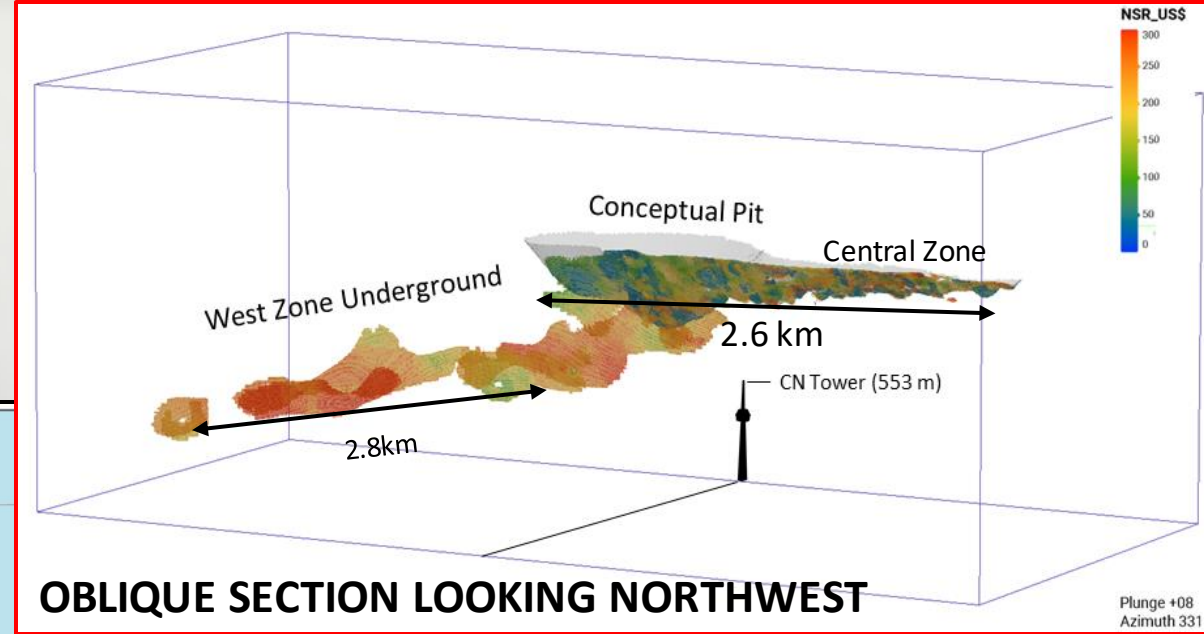 NSR_US$
300
250
200
150
100
50
0
Conceptual Pit
Central Zone
West Zone Underground
2.6 km
CN Tower (553 m)
2.8km
OBLIQUE SECTION LOOKING NORTHWEST
Plunge +08
Azimuth 331